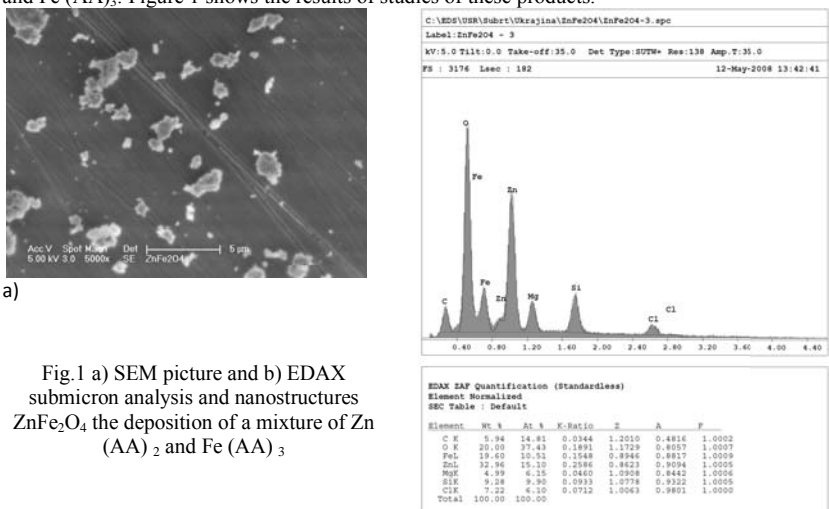 and Fe (AA)3. Figure 1 shows the results of studies of these products.
Acc.V Spot Magn Det 5 µm
5.00 kV 3.0 5000x SE ZnFe2O4
a)
Fig.1 a) SEM picture and b) EDAX
submicron analysis and nanostructures
ZnFe2O4 the deposition of a mixture of Zn
(AA) 2 and Fe (AA) 3
C:\EDS\USR\Subrt\Ukrajina\ZnFe2O4\ZnFe2O4-3.spc
Label:ZnFe2O4 - 3
kV:5.0 Tilt:0.0 Take-off:35.0 Det Type:SUTW+ Res:138 Amp.T:35.0
FS : 3176 Lsec : 182 12-May-2008 13:42:41
O
Fe
Zn
C
Fe
Zn
Mg
Si
Cl
Cl
0.40 0.80 1.20 1.60 2.00 2.40 2.80 3.20 3.60 4.00 4.40
EDAX ZAF Quantification (Standardless)
Element Normalized
SEC Table : Default
Element Wt % At % K-Ratio Z A F
C K 5.94 14.81 0.0344 1.2010 0.4816 1.0002
O K 20.00 37.43 0.1891 1.1729 0.8057 1.0007
FeL 19.60 10.51 0.1548 0.8946 0.8817 1.0009
ZnL 32.96 15.10 0.2586 0.8623 0.9094 1.0005
MgK 4.99 6.15 0.0460 1.0908 0.8442 1.0006
SiK 9.28 9.90 0.0933 1.0778 0.9322 1.0005
ClK 7.22 6.10 0.0712 1.0063 0.9801 1.0000
Total 100.00 100.00